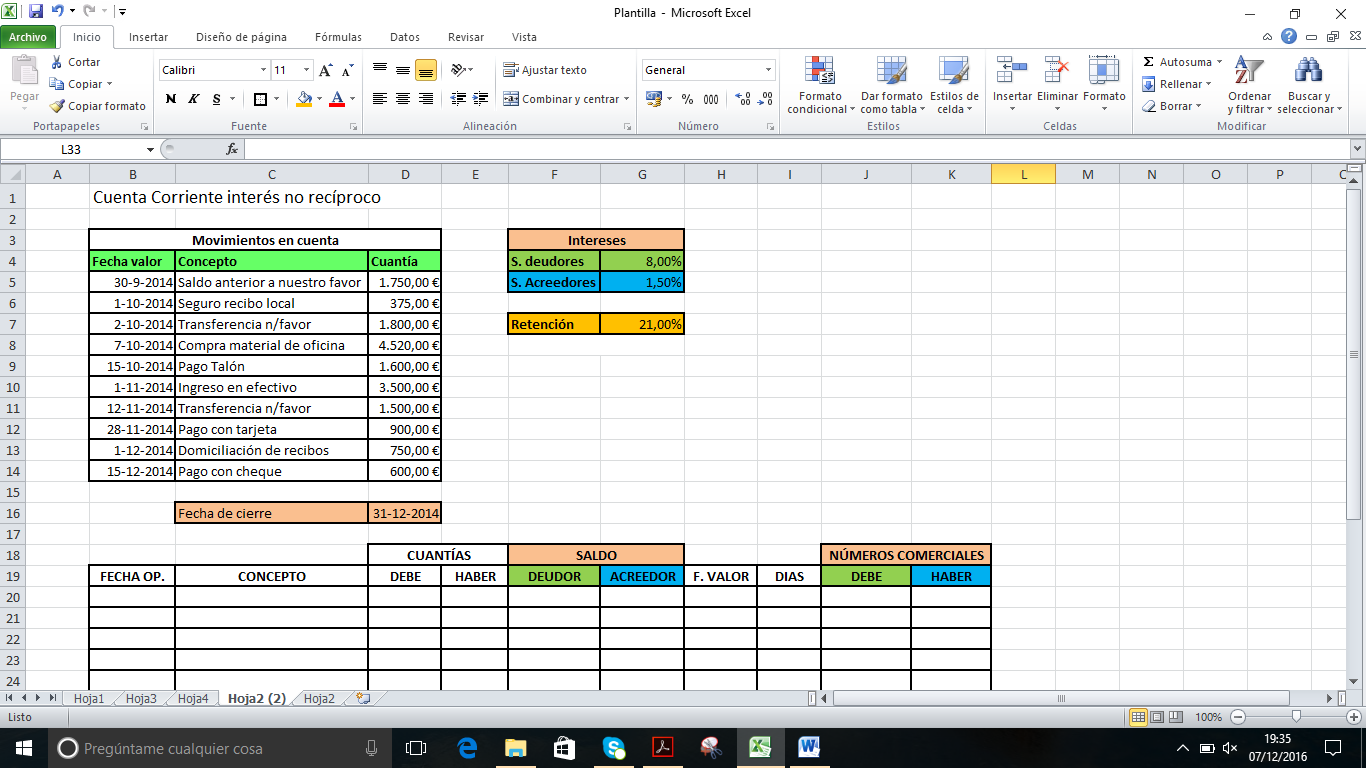 Plantilla - Microsoft Excel
Archivo Inicio Insertar Diseño de página Fórmulas Datos Revisar Vista
Pegar
Cortar
Copiar
Copiar formato
Portapapeles
Calibri 11
N K S
Fuente
Ajustar texto
Combinar y centrar
Alineación
General
% 000
Número
Formato condicional
Dar formato como tabla
Estilos de celda
Estilos
Insertar Eliminar Formato
Celdas
Σ Autosuma
Rellenar
Borrar
Ordenar y filtrar
Buscar y seleccionar
Modificar
L33 fx
A B C D E F G H I J K L M N O P
1 Cuenta Corriente interés no recíproco
2
3 Movimientos en cuenta Intereses
4 Fecha valor Concepto Cuantía S. deudores 8,00%
5 30-9-2014 Saldo anterior a nuestro favor 1.750,00 € S. Acreedores 1,50%
6 1-10-2014 Seguro recibo local 375,00 €
7 2-10-2014 Transferencia n/favor 1.800,00 € Retención 21,00%
8 7-10-2014 Compra material de oficina 4.520,00 €
9 15-10-2014 Pago Talón 1.600,00 €
10 1-11-2014 Ingreso en efectivo 3.500,00 €
11 12-11-2014 Transferencia n/favor 1.500,00 €
12 28-11-2014 Pago con tarjeta 900,00 €
13 1-12-2014 Domiciliación de recibos 750,00 €
14 15-12-2014 Pago con cheque 600,00 €
15
16 Fecha de cierre 31-12-2014
17
18 CUANTÍAS SALDO NÚMEROS COMERCIALES
19 FECHA OP. CONCEPTO DEBE HABER DEUDOR ACREEDOR F. VALOR DIAS DEBE HABER
20
21
22
23
24
Hoja1 Hoja3 Hoja4 Hoja2 (2) Hoja2
Listo 100%
Pregúntame cualquier cosa
19:35
07/12/2016